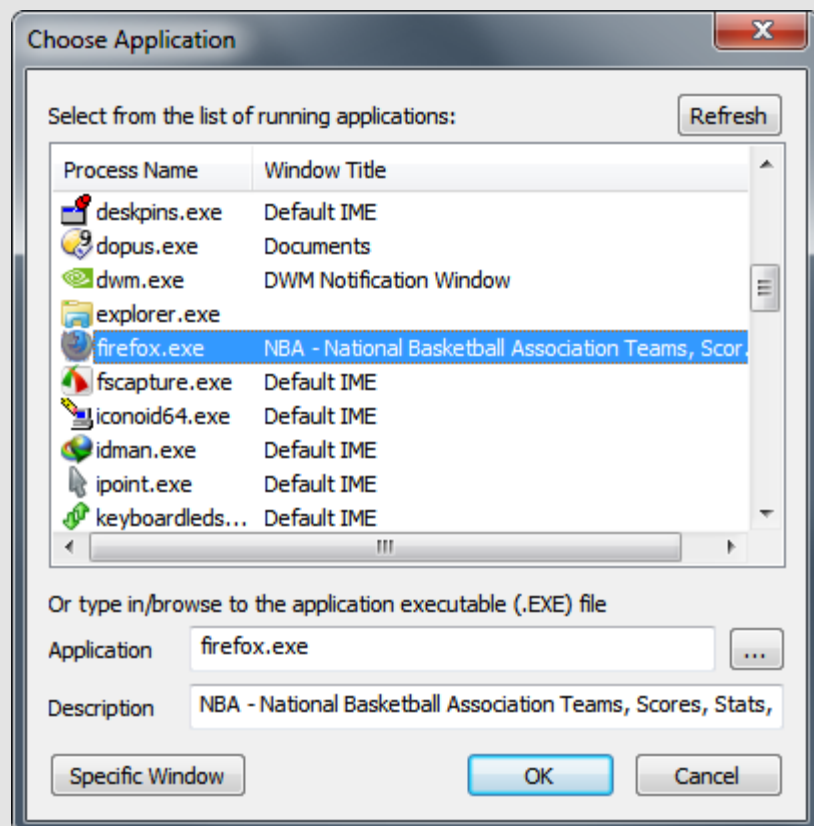 Choose Application
Select from the list of running applications: Refresh
Process Name Window Title
deskpins.exe Default IME
dopus.exe Documents
dwm.exe DWM Notification Window
explorer.exe
firefox.exe NBA - National Basketball Association Teams, Scor.
fscapture.exe Default IME
iconoid64.exe Default IME
idman.exe Default IME
ipoint.exe Default IME
keyboardleds... Default IME
Or type in/browse to the application executable (.EXE) file
Application firefox.exe ...
Description NBA - National Basketball Association Teams, Scores, Stats,
Specific Window OK Cancel